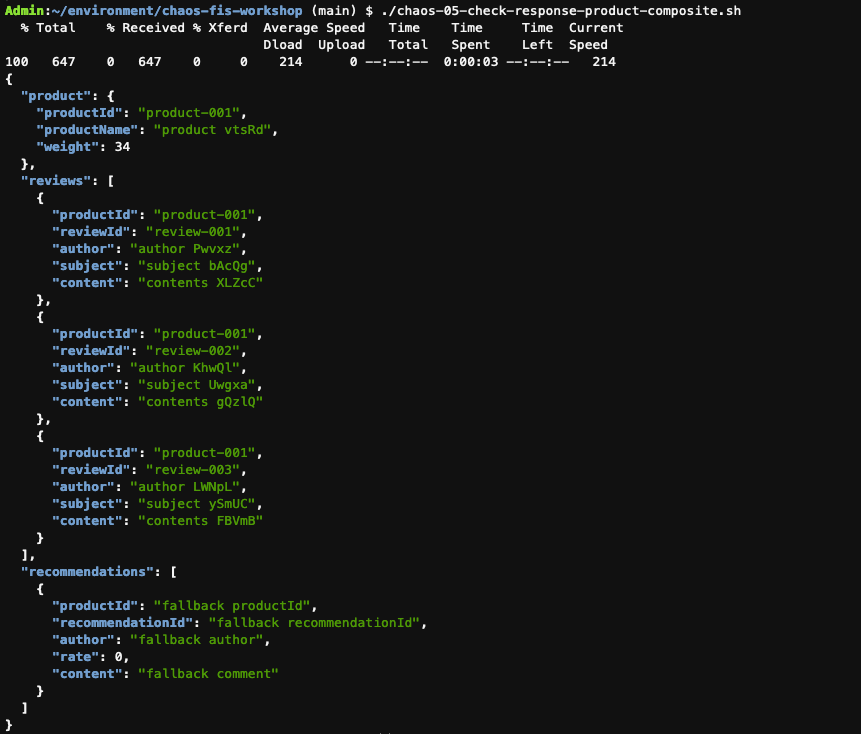 Admin:~/environment/chaos-fis-workshop (main) $ ./chaos-05-check-response-product-composite.sh
  % Total    % Received % Xferd  Average Speed   Time    Time     Time  Current
                                 Dload  Upload   Total   Spent    Left  Speed
100   647    0   647    0     0    214      0 --:--:--  0:00:03 --:--:--   214
{
  "product": {
    "productId": "product-001",
    "productName": "product vtsRd",
    "weight": 34
  },
  "reviews": [
    {
      "productId": "product-001",
      "reviewId": "review-001",
      "author": "author Pwvxz",
      "subject": "subject bAcQg",
      "content": "contents XLZcC"
    },
    {
      "productId": "product-001",
      "reviewId": "review-002",
      "author": "author KhwQl",
      "subject": "subject Uwgxa",
      "content": "contents gQzlQ"
    },
    {
      "productId": "product-001",
      "reviewId": "review-003",
      "author": "author LWNpL",
      "subject": "subject ySmUC",
      "content": "contents FBVmB"
    }
  ],
  "recommendations": [
    {
      "productId": "fallback productId",
      "recommendationId": "fallback recommendationId",
      "author": "fallback author",
      "rate": 0,
      "content": "fallback comment"
    }
  ]
}